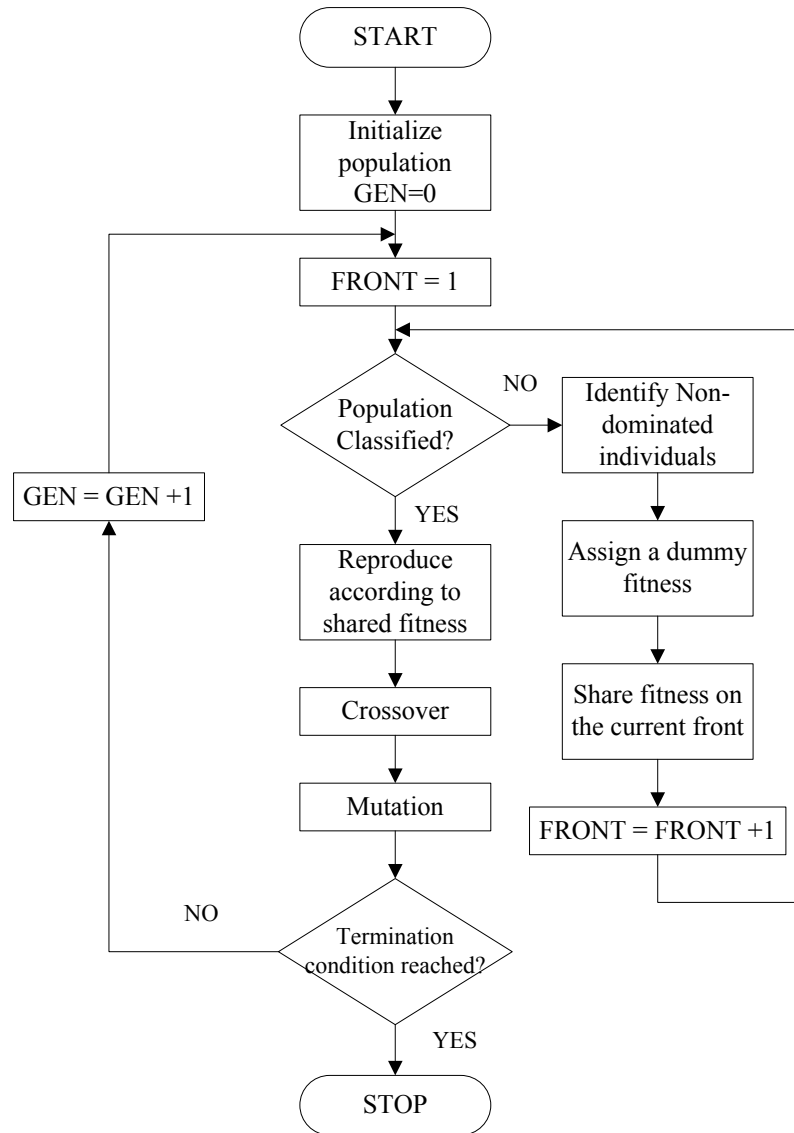 START
Initialize
population
GEN=0
FRONT = 1
Population
Classified?
NO
Identify Non-
dominated
individuals
YES
Assign a dummy
fitness
Share fitness on
the current front
FRONT = FRONT +1
Reproduce
according to
shared fitness
Crossover
Mutation
Termination
condition reached?
NO
GEN = GEN +1
YES
STOP